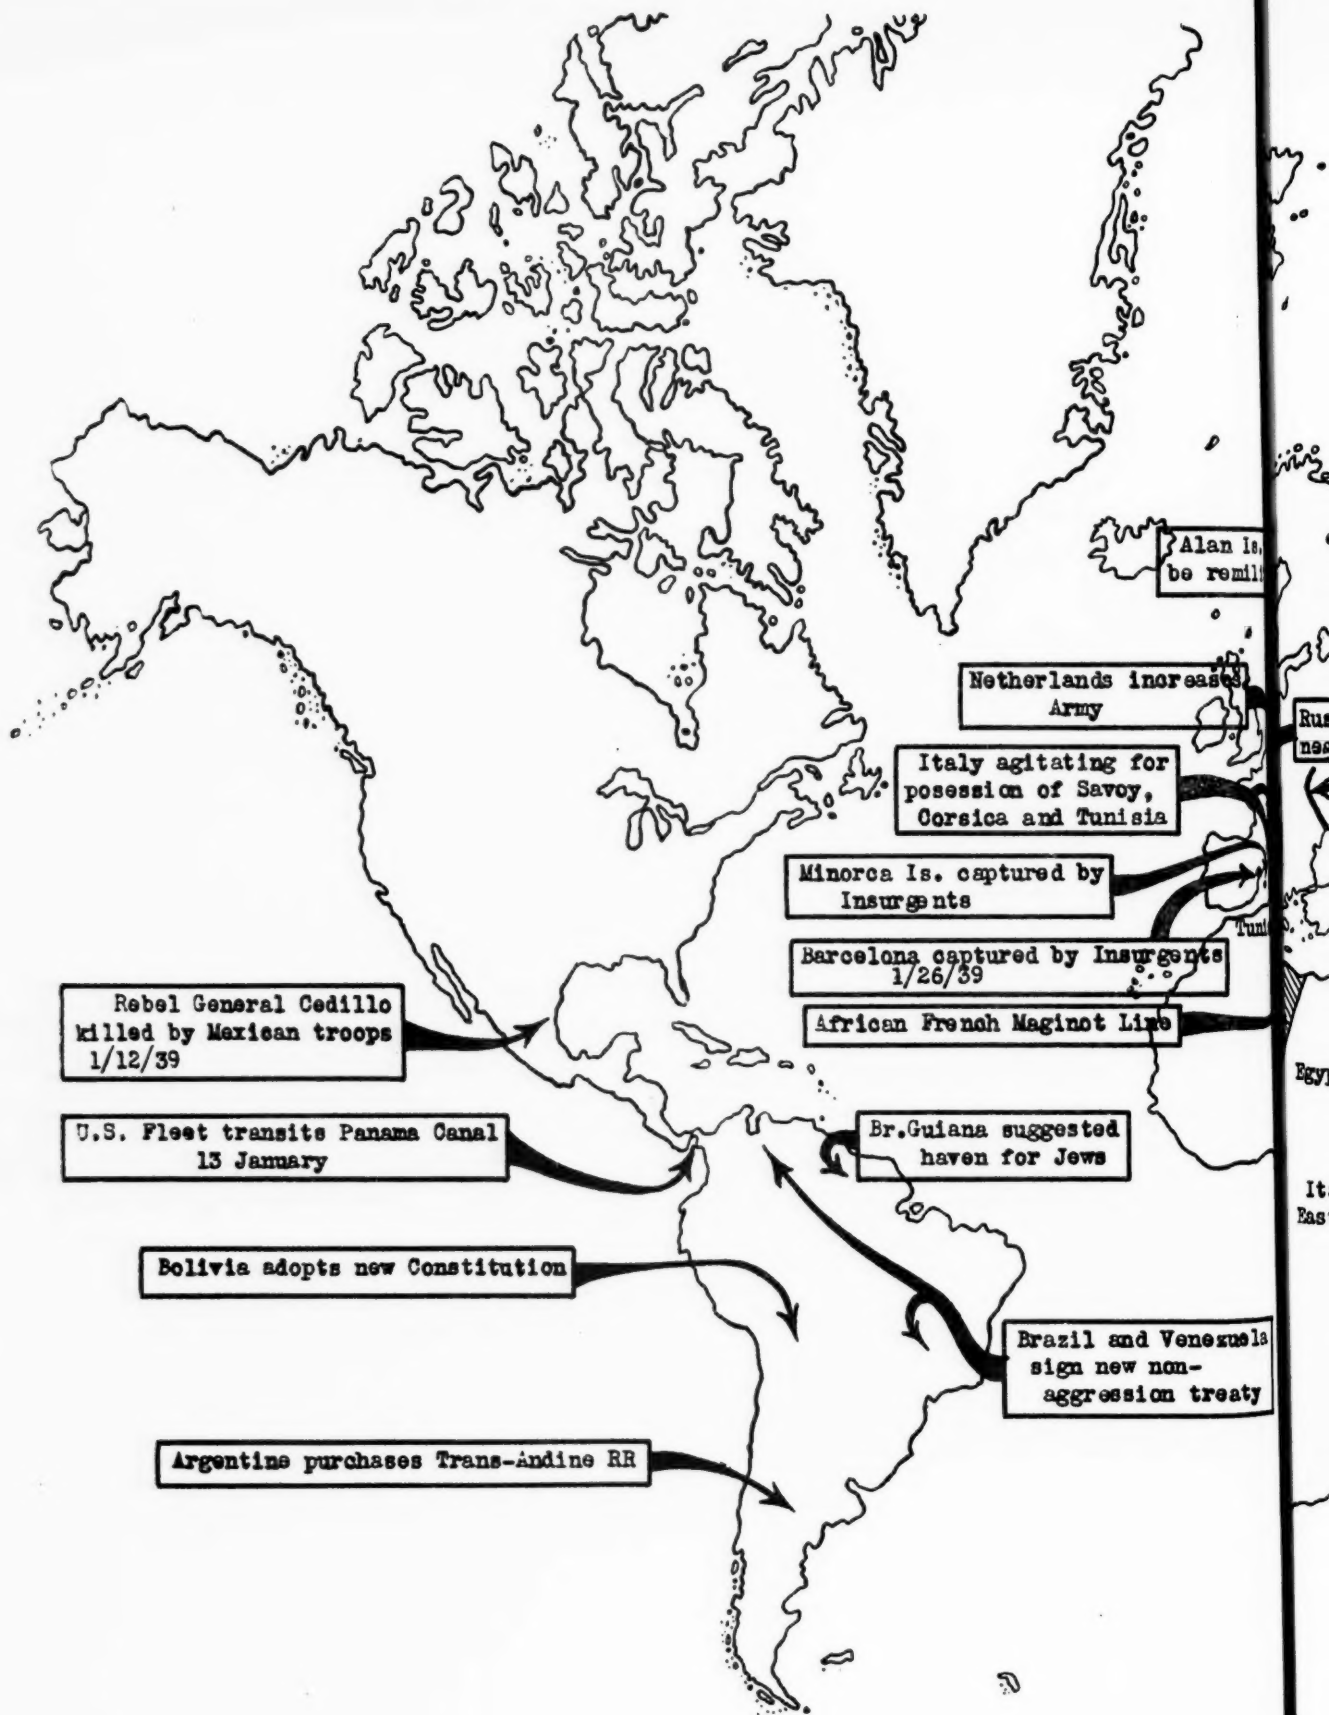 Alan Is.
be remili
Netherlands increases
Army
Rus
nea
Italy agitating for
posession of Savoy,
Corsica and Tunisia
Minorca Is. captured by
Insurgents
Tuni
Barcelona captured by Insurgents
1/26/39
African French Maginot Line
Rebel General Cedillo
killed by Mexican troops
1/12/39
Egyp
U.S. Fleet transits Panama Canal
13 January
Br.Guiana suggested
haven for Jews
It
Eas
Bolivia adopts new Constitution
Brazil and Venezuela
sign new non-
aggression treaty
Argentine purchases Trans-Andine RR